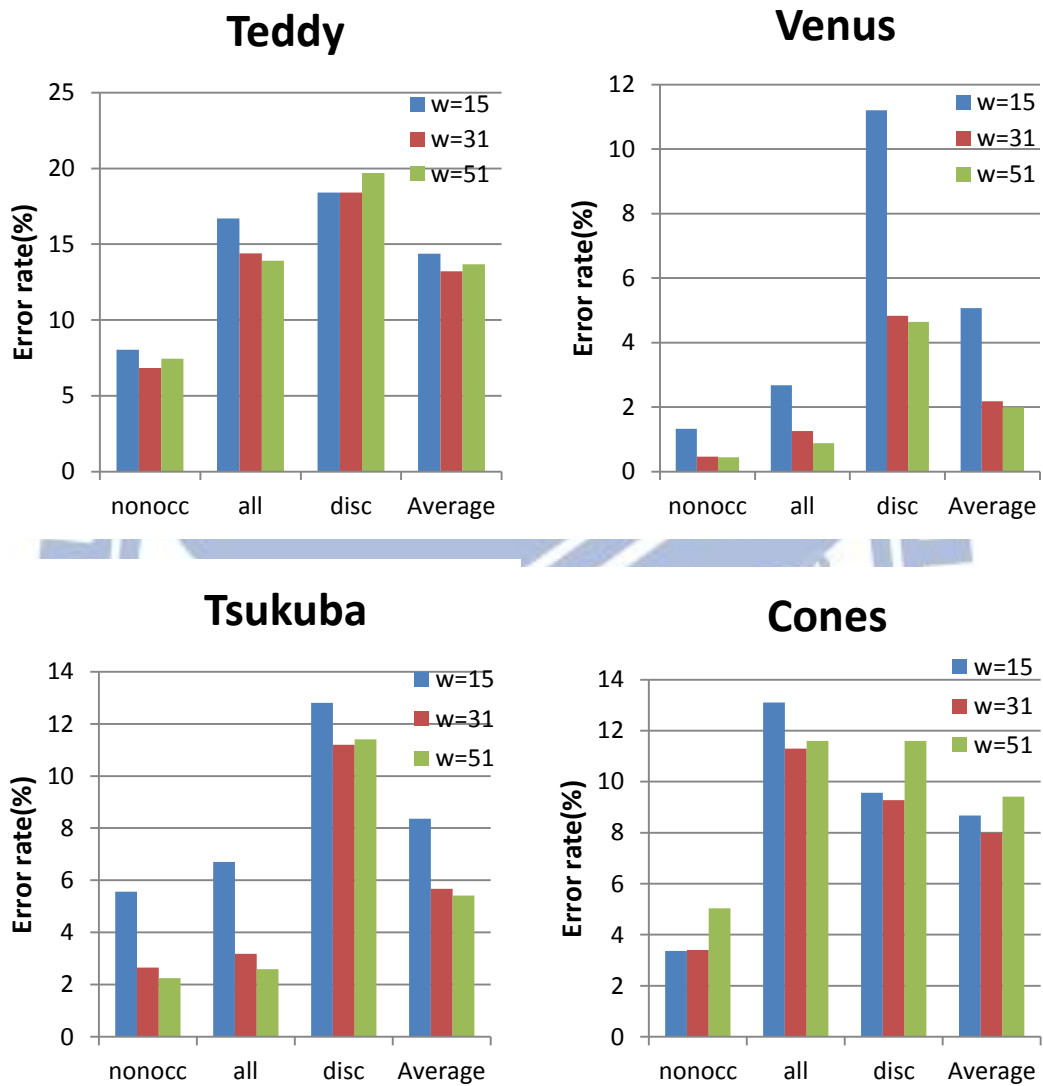 Teddy
Error rate(%)
25
20
15
10
5
0
w=15
w=31
w=51
nonocc all disc Average
Venus
Error rate(%)
12
10
8
6
4
2
0
w=15
w=31
w=51
nonocc all disc Average
Tsukuba
Error rate(%)
14
12
10
8
6
4
2
0
w=15
w=31
w=51
nonocc all disc Average
Cones
Error rate(%)
14
12
10
8
6
4
2
0
w=15
w=31
w=51
nonocc all disc Average